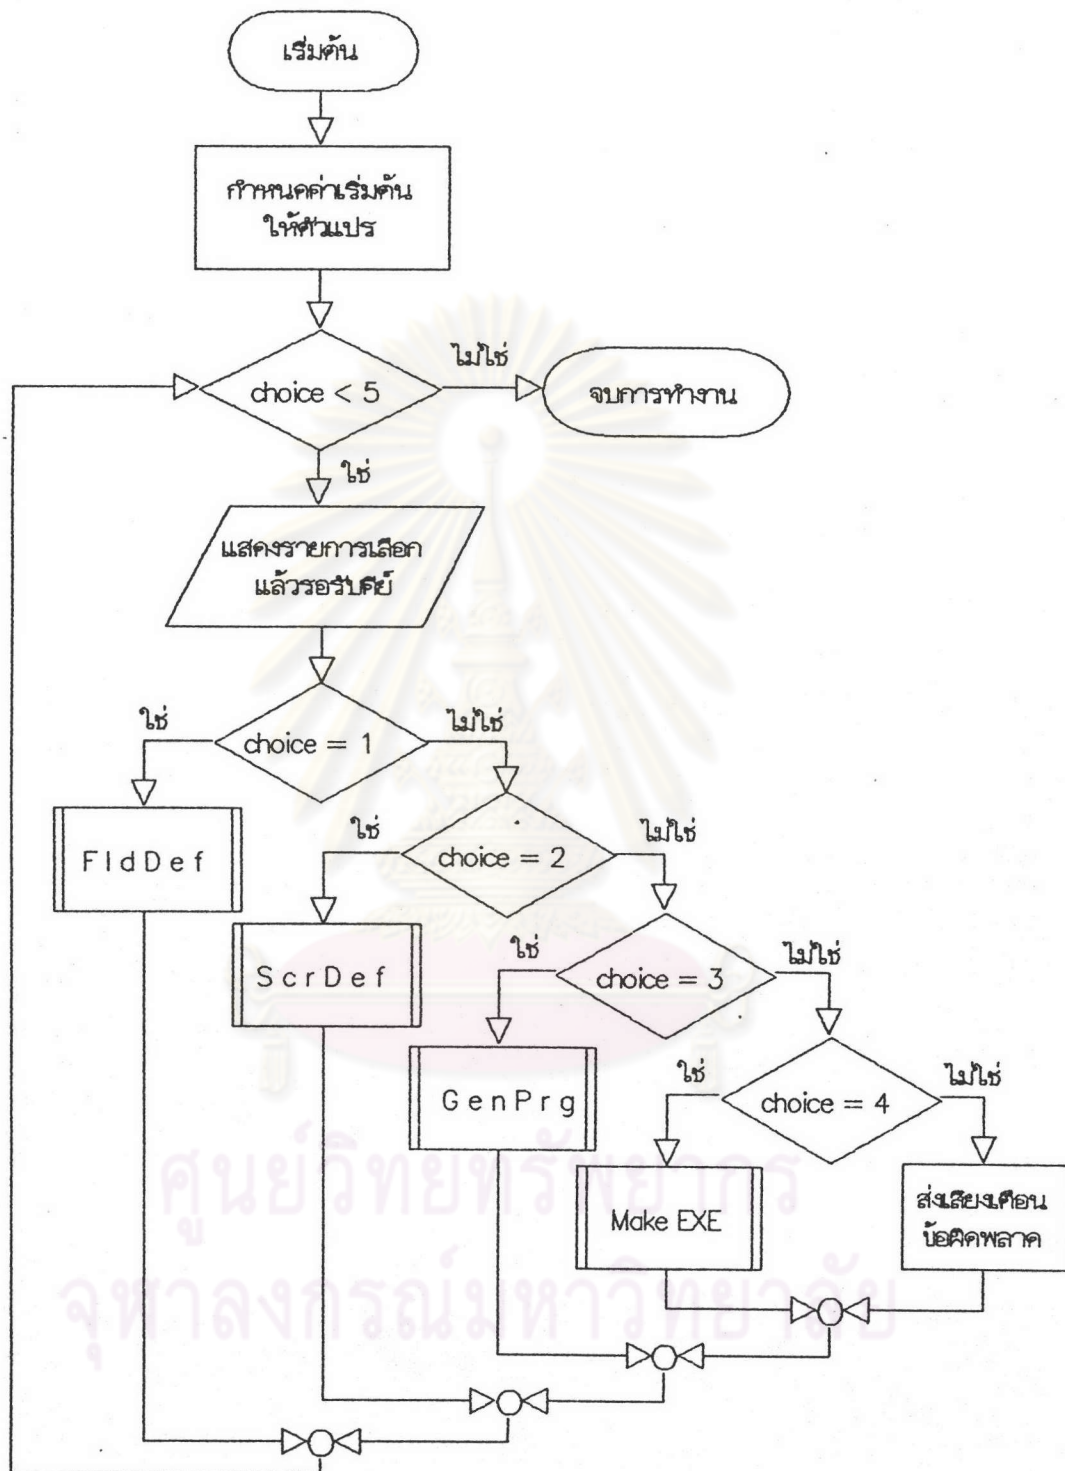 เริ่มต้น
กำหนดค่าเริ่มต้น
ให้ตัวแปร
choice < 5
ไม่ใช่
จบการทำงาน
ใช่
แสดงรายการเลือก
แล้วรอรับคีย์
ใช่
choice = 1
ไม่ใช่
FldDef
ใช่
choice = 2
ไม่ใช่
ScrDef
ใช่
choice = 3
ไม่ใช่
GenPrg
ใช่
choice = 4
ไม่ใช่
Make EXE
ส่งเสียงเตือน
ข้อผิดพลาด
ศูนย์วิทยทรัพยากร
จุฬาลงกรณ์มหาวิทยาลัย